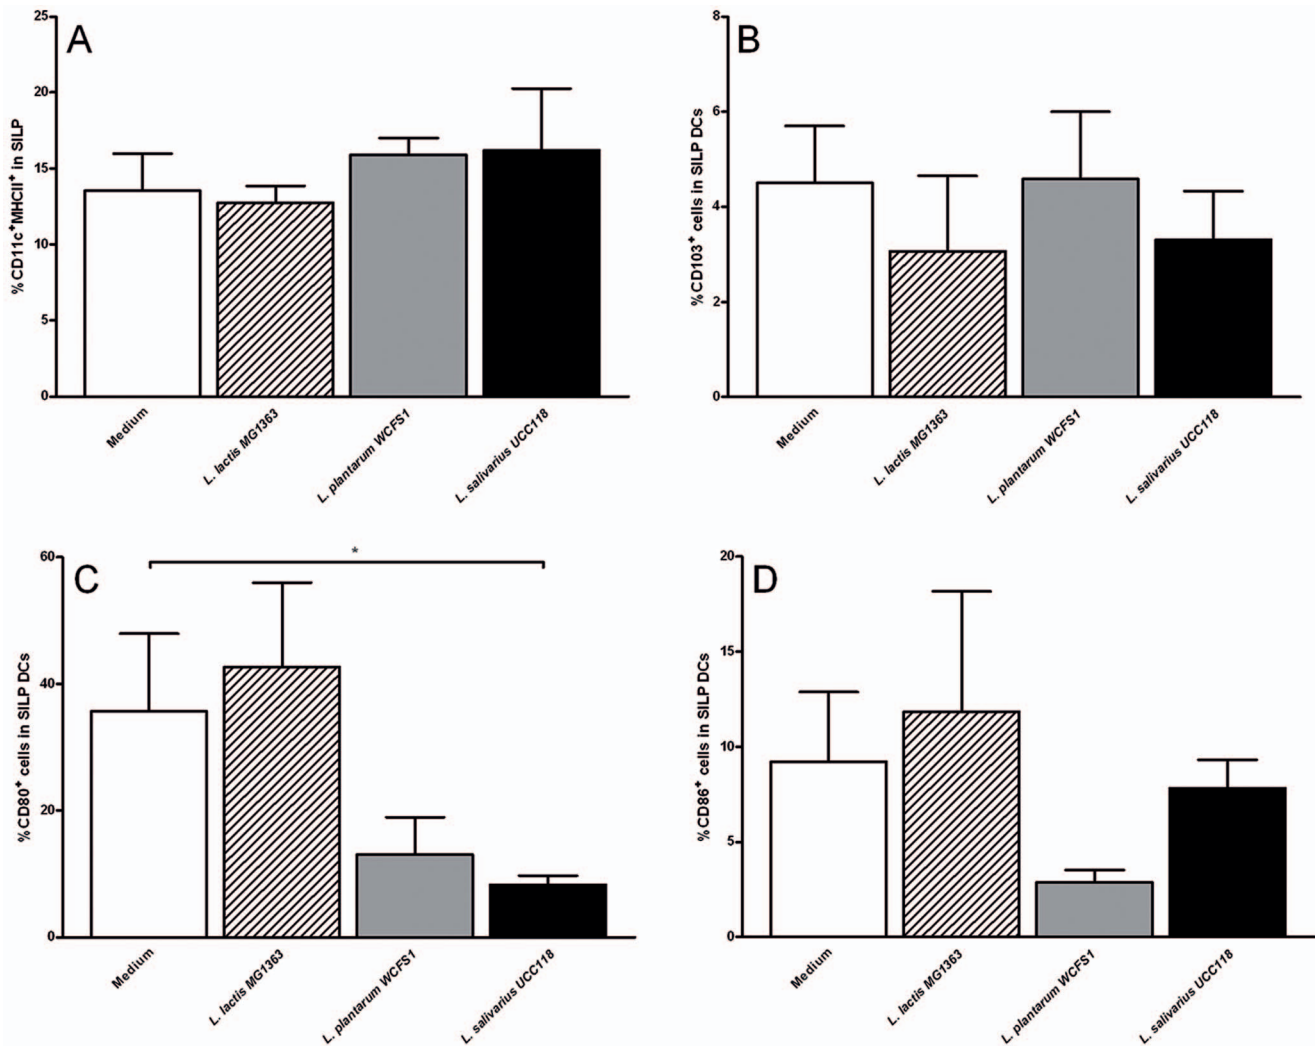 A
% CD11c⁺MHCII⁺ in SILP
25
20
15
10
5
0
Medium
L. lactis MG1363
L. plantarum WCFS1
L. salivarius UCC118
B
% CD103⁺ cells in SILP DCs
8
6
4
2
0
Medium
L. lactis MG1363
L. plantarum WCFS1
L. salivarius UCC118
C
% CD80⁺ cells in SILP DCs
60
40
20
0
*
Medium
L. lactis MG1363
L. plantarum WCFS1
L. salivarius UCC118
D
% CD86⁺ cells in SILP DCs
20
15
10
5
0
Medium
L. lactis MG1363
L. plantarum WCFS1
L. salivarius UCC118